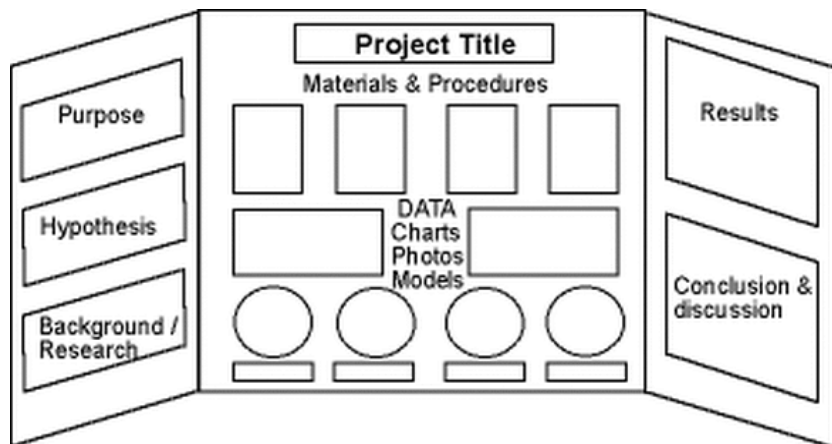 Project Title
Materials & Procedures
Purpose
Hypothesis
Background /
Research
DATA
Charts
Photos
Models
Results
Conclusion &
discussion